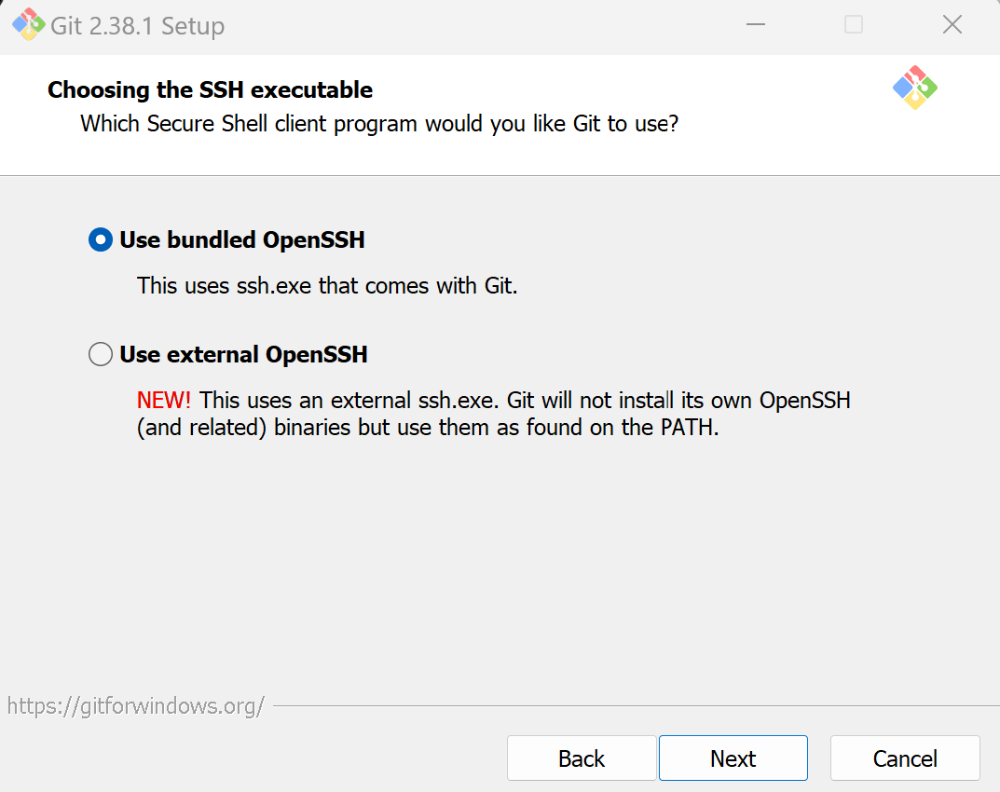 Git 2.38.1 Setup
Choosing the SSH executable
Which Secure Shell client program would you like Git to use?
Use bundled OpenSSH
This uses ssh.exe that comes with Git.
Use external OpenSSH
NEW! This uses an external ssh.exe. Git will not install its own OpenSSH
(and related) binaries but use them as found on the PATH.
https://gitforwindows.org/
Back Next Cancel